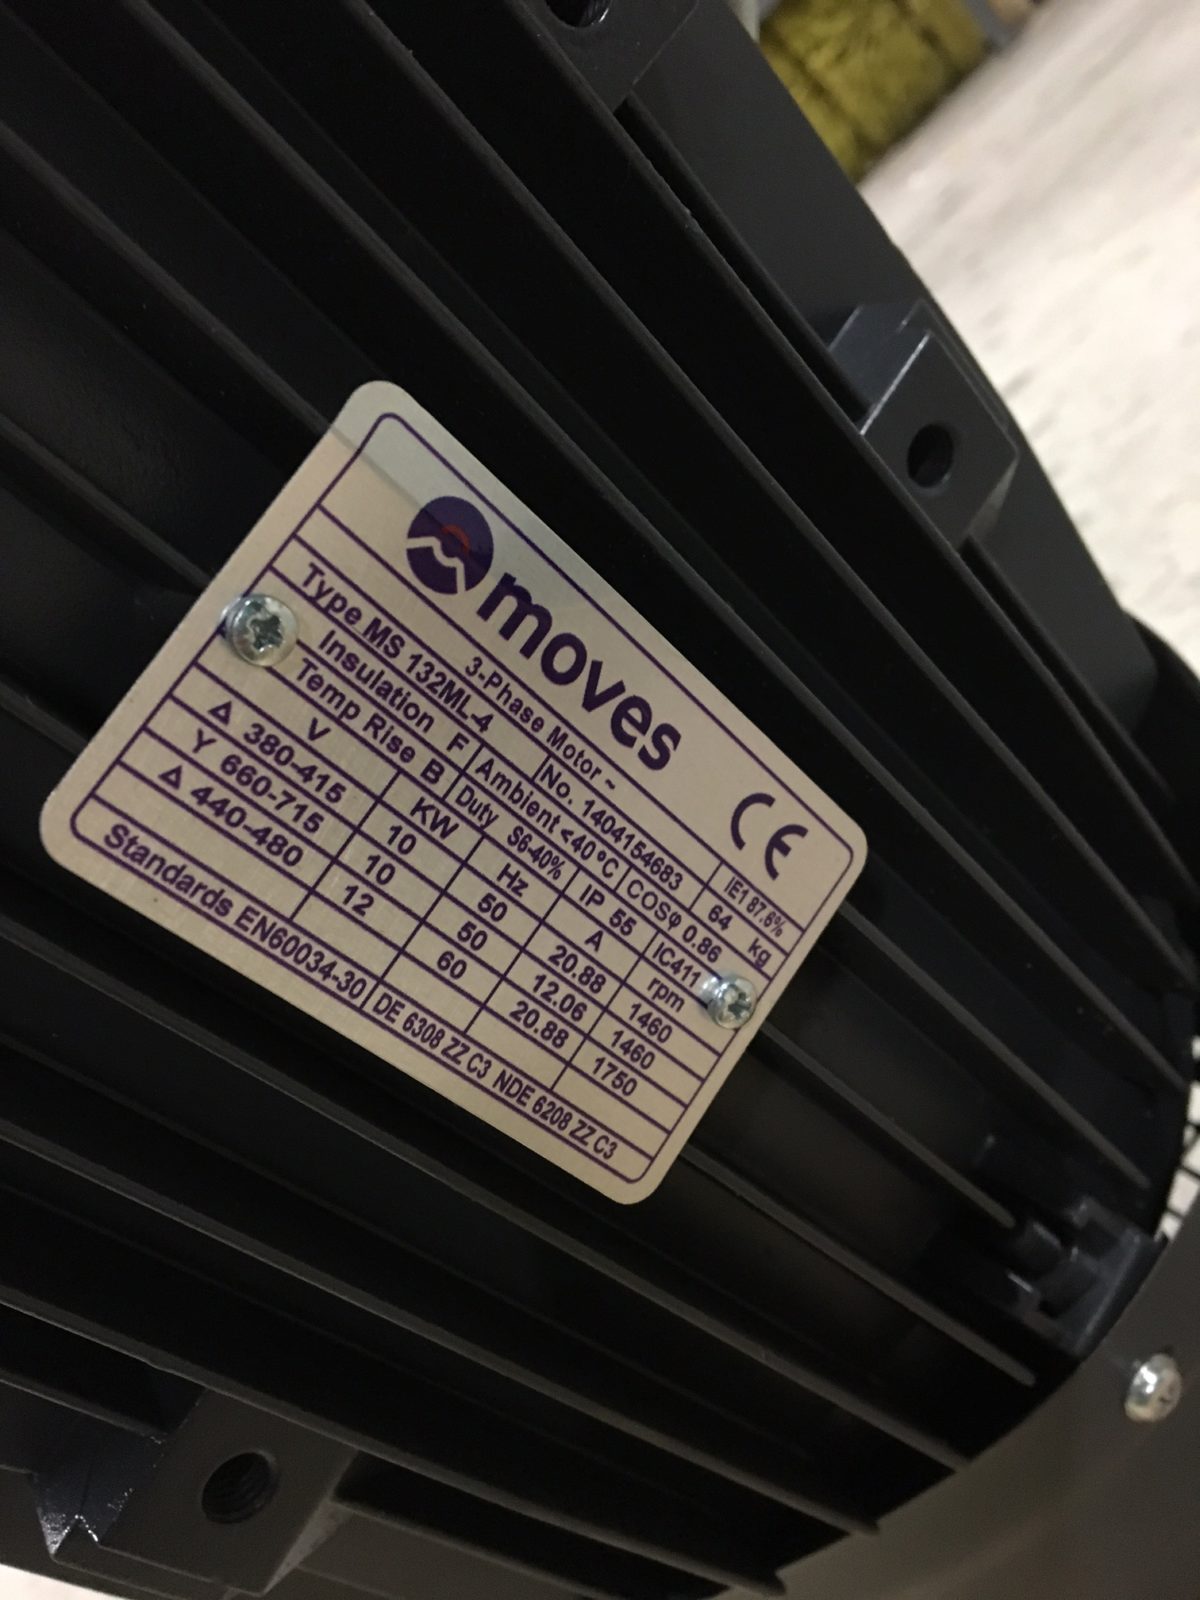 moves
CE
3-Phase Motor ~
IE1 87.6%
Type MS 132ML-4 No. 1404154683 64 kg
Insulation F Ambient <40 °C COSφ 0.86
Temp Rise B Duty S6-40% IP 55 IC411
V KW Hz A rpm
Δ 380-415 10 50 20.88 1460
Y 660-715 10 50 12.06 1460
Δ 440-480 12 60 20.88 1750
Standards EN60034-30 DE 6308 ZZ C3 NDE 6208 ZZ C3